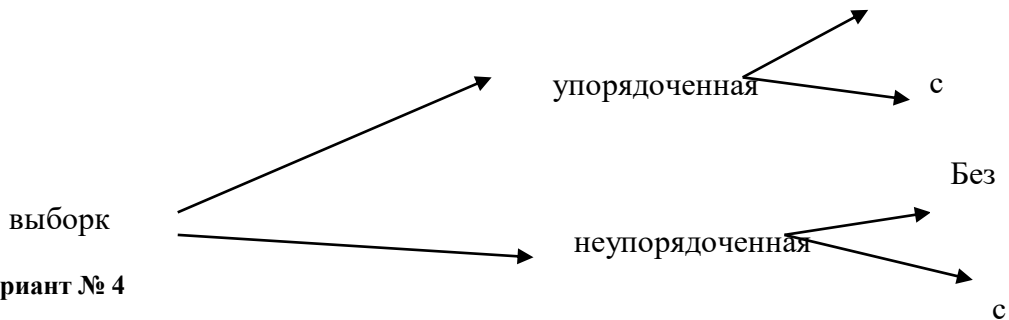 упорядоченная
с
Без
выборк
неупорядоченная
риант № 4
с